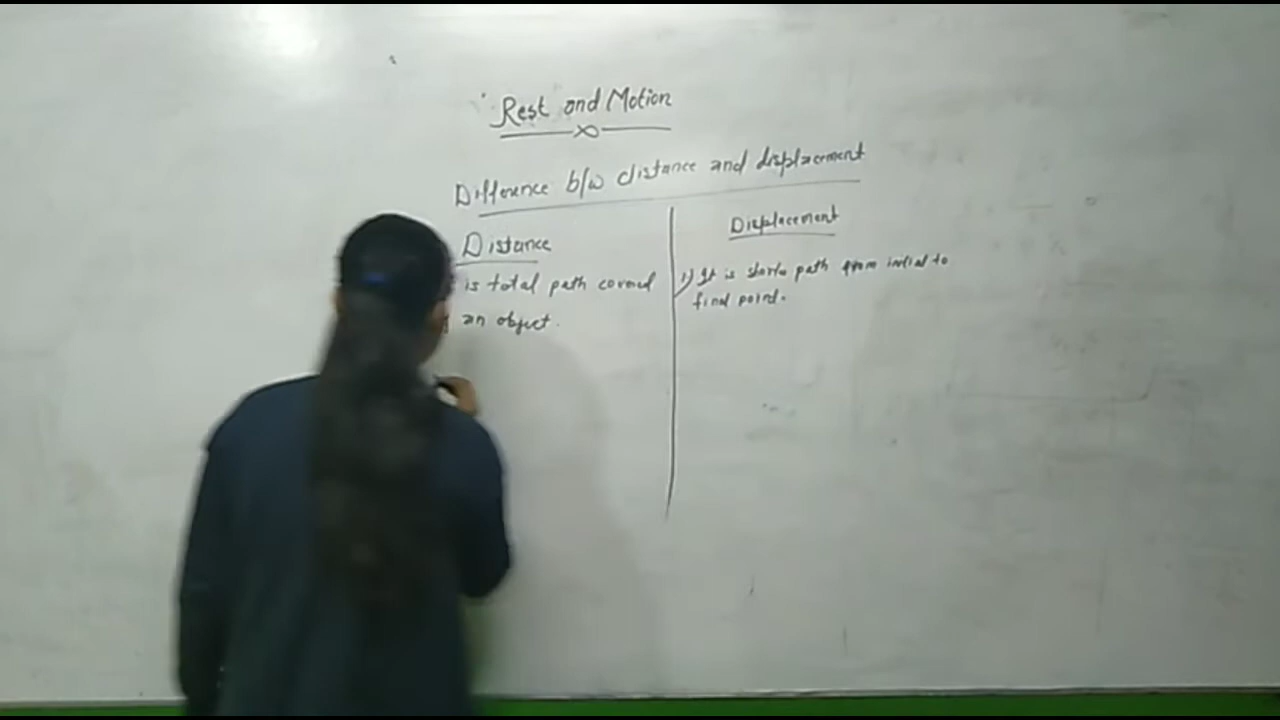 Rest and Motion
Difference b/w distance and displacement
Distance
is total path covered
an object.
Displacement
1) It is shorte path from initial to
final point.